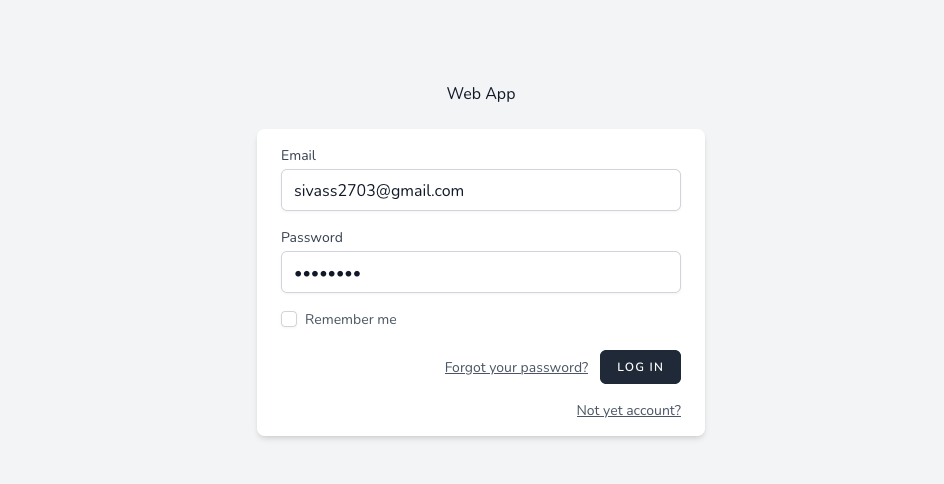 Web App
Email
sivass2703@gmail.com
Password
••••••••
Remember me
Forgot your password? LOG IN
Not yet account?